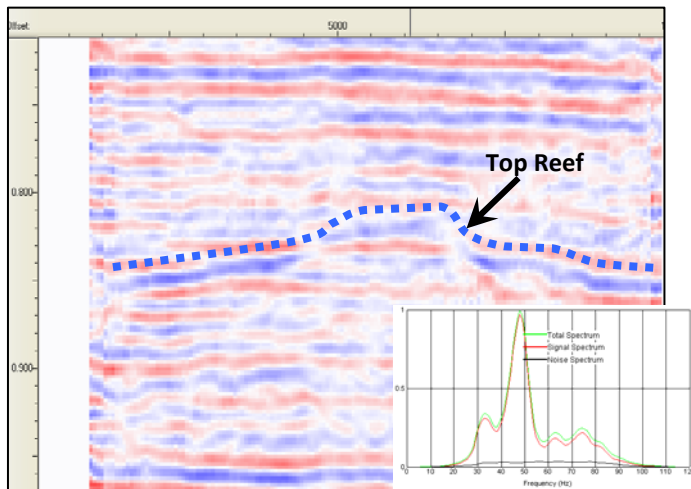 Offset:
5000
1
0.800
Top Reef
0.900
1
Total Spectrum
Signal Spectrum
Noise Spectrum
0.5
0
0 10 20 30 40 50 60 70 80 90 100 110 12
Frequency (Hz)